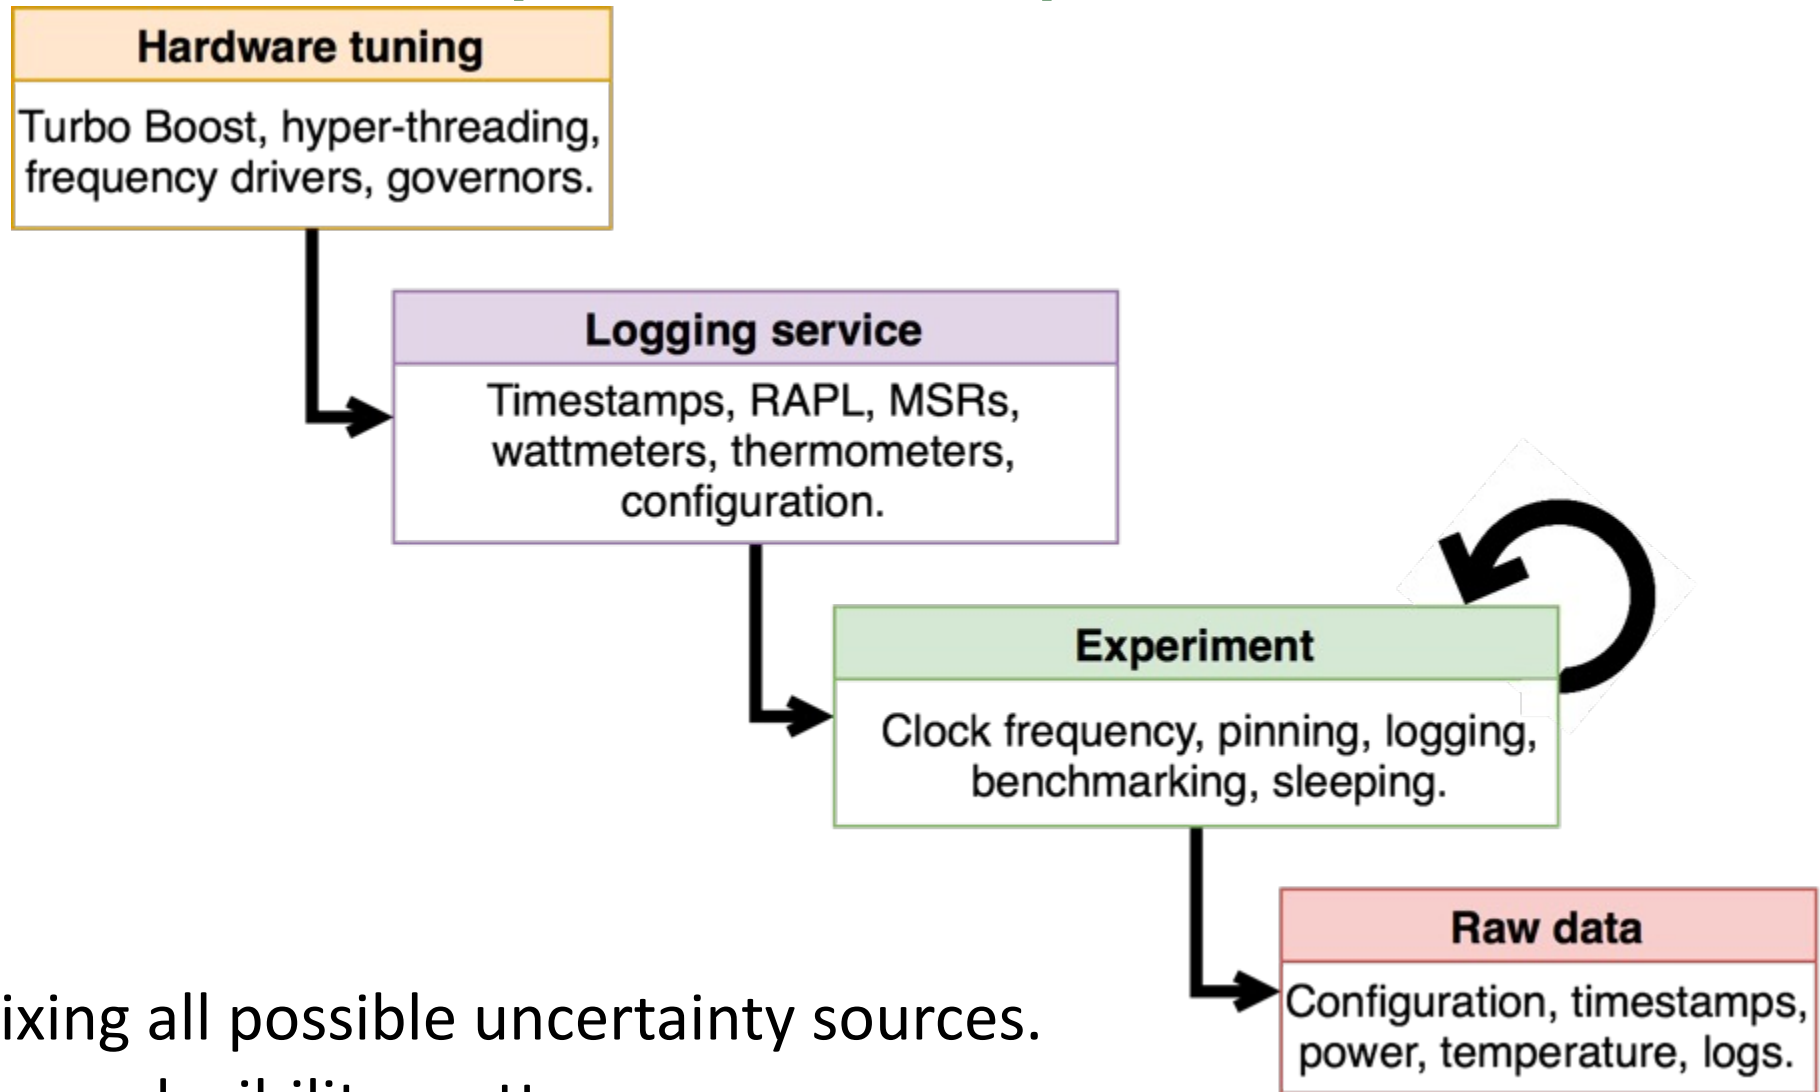 Hardware tuning
Turbo Boost, hyper-threading,
frequency drivers, governors.
Logging service
Timestamps, RAPL, MSRs,
wattmeters, thermometers,
configuration.
Experiment
Clock frequency, pinning, logging,
benchmarking, sleeping.
Raw data
Configuration, timestamps,
power, temperature, logs.
ixing all possible uncertainty sources.